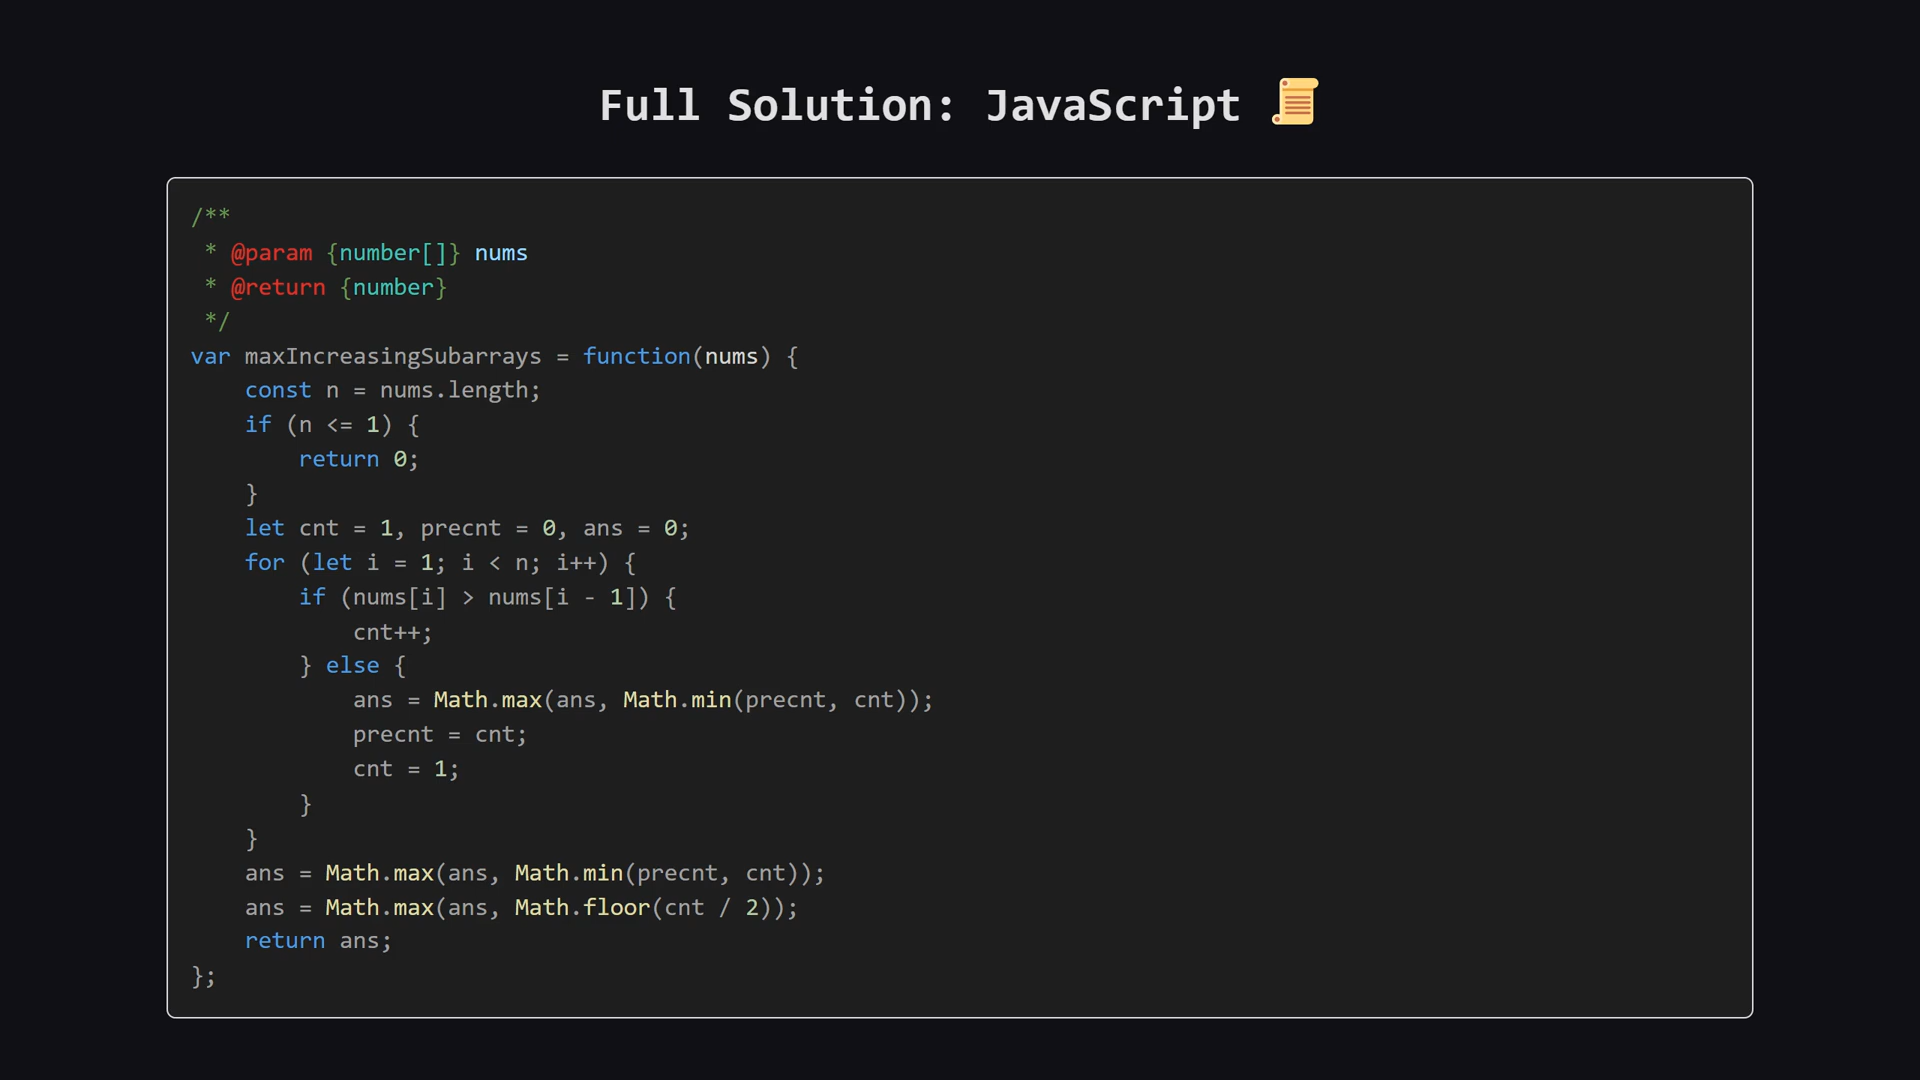 Full Solution: JavaScript 📜
/**
 * @param {number[]} nums
 * @return {number}
 */
var maxIncreasingSubarrays = function(nums) {
    const n = nums.length;
    if (n <= 1) {
        return 0;
    }
    let cnt = 1, precnt = 0, ans = 0;
    for (let i = 1; i < n; i++) {
        if (nums[i] > nums[i - 1]) {
            cnt++;
        } else {
            ans = Math.max(ans, Math.min(precnt, cnt));
            precnt = cnt;
            cnt = 1;
        }
    }
    ans = Math.max(ans, Math.min(precnt, cnt));
    ans = Math.max(ans, Math.floor(cnt / 2));
    return ans;
};